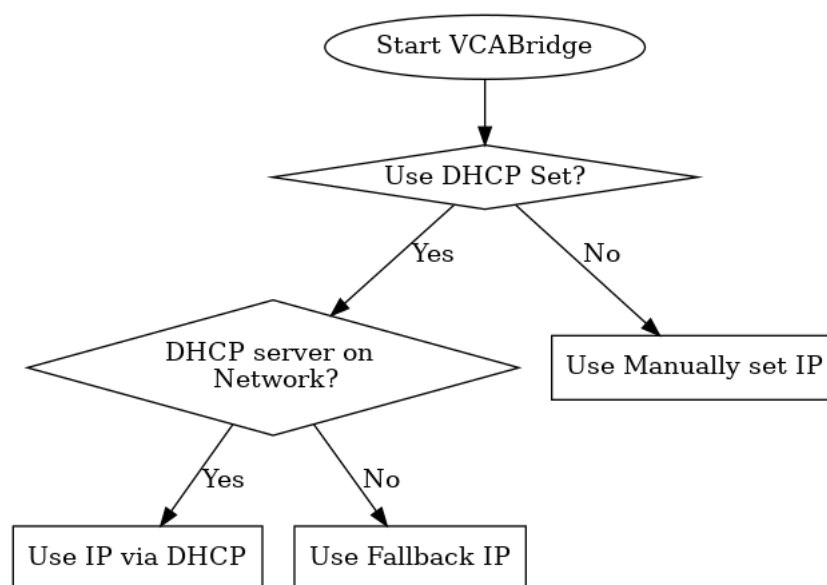 Start VCABridge
Use DHCP Set?
Yes
No
DHCP server on
Network?
Use Manually set IP
Yes
No
Use IP via DHCP
Use Fallback IP